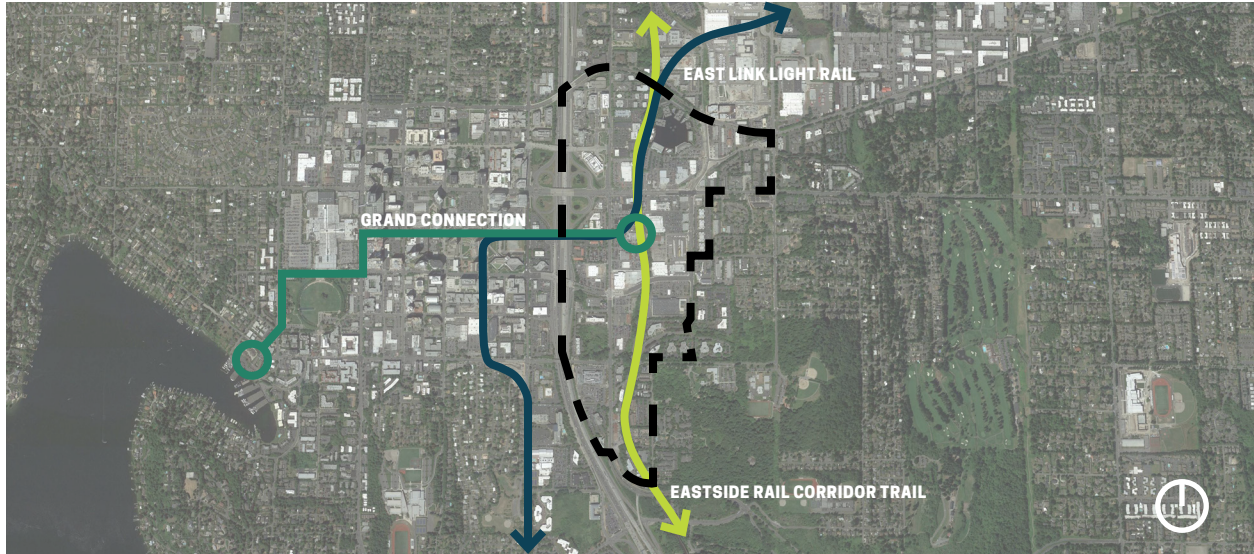 EAST LINK LIGHT RAIL
GRAND CONNECTION
EASTSIDE RAIL CORRIDOR TRAIL